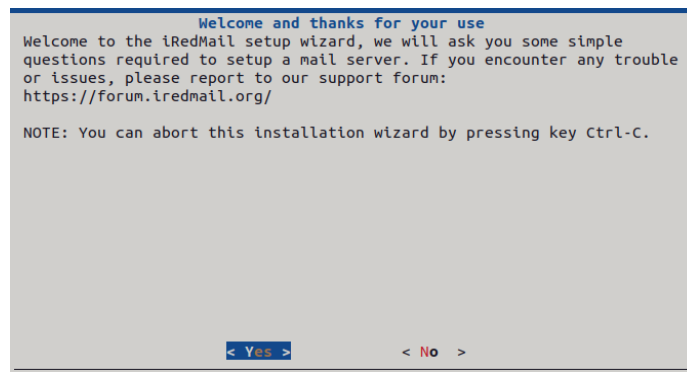 Welcome and thanks for your use
Welcome to the iRedMail setup wizard, we will ask you some simple
questions required to setup a mail server. If you encounter any trouble
or issues, please report to our support forum:
https://forum.iredmail.org/
NOTE: You can abort this installation wizard by pressing key Ctrl-C.
< Yes > < No >